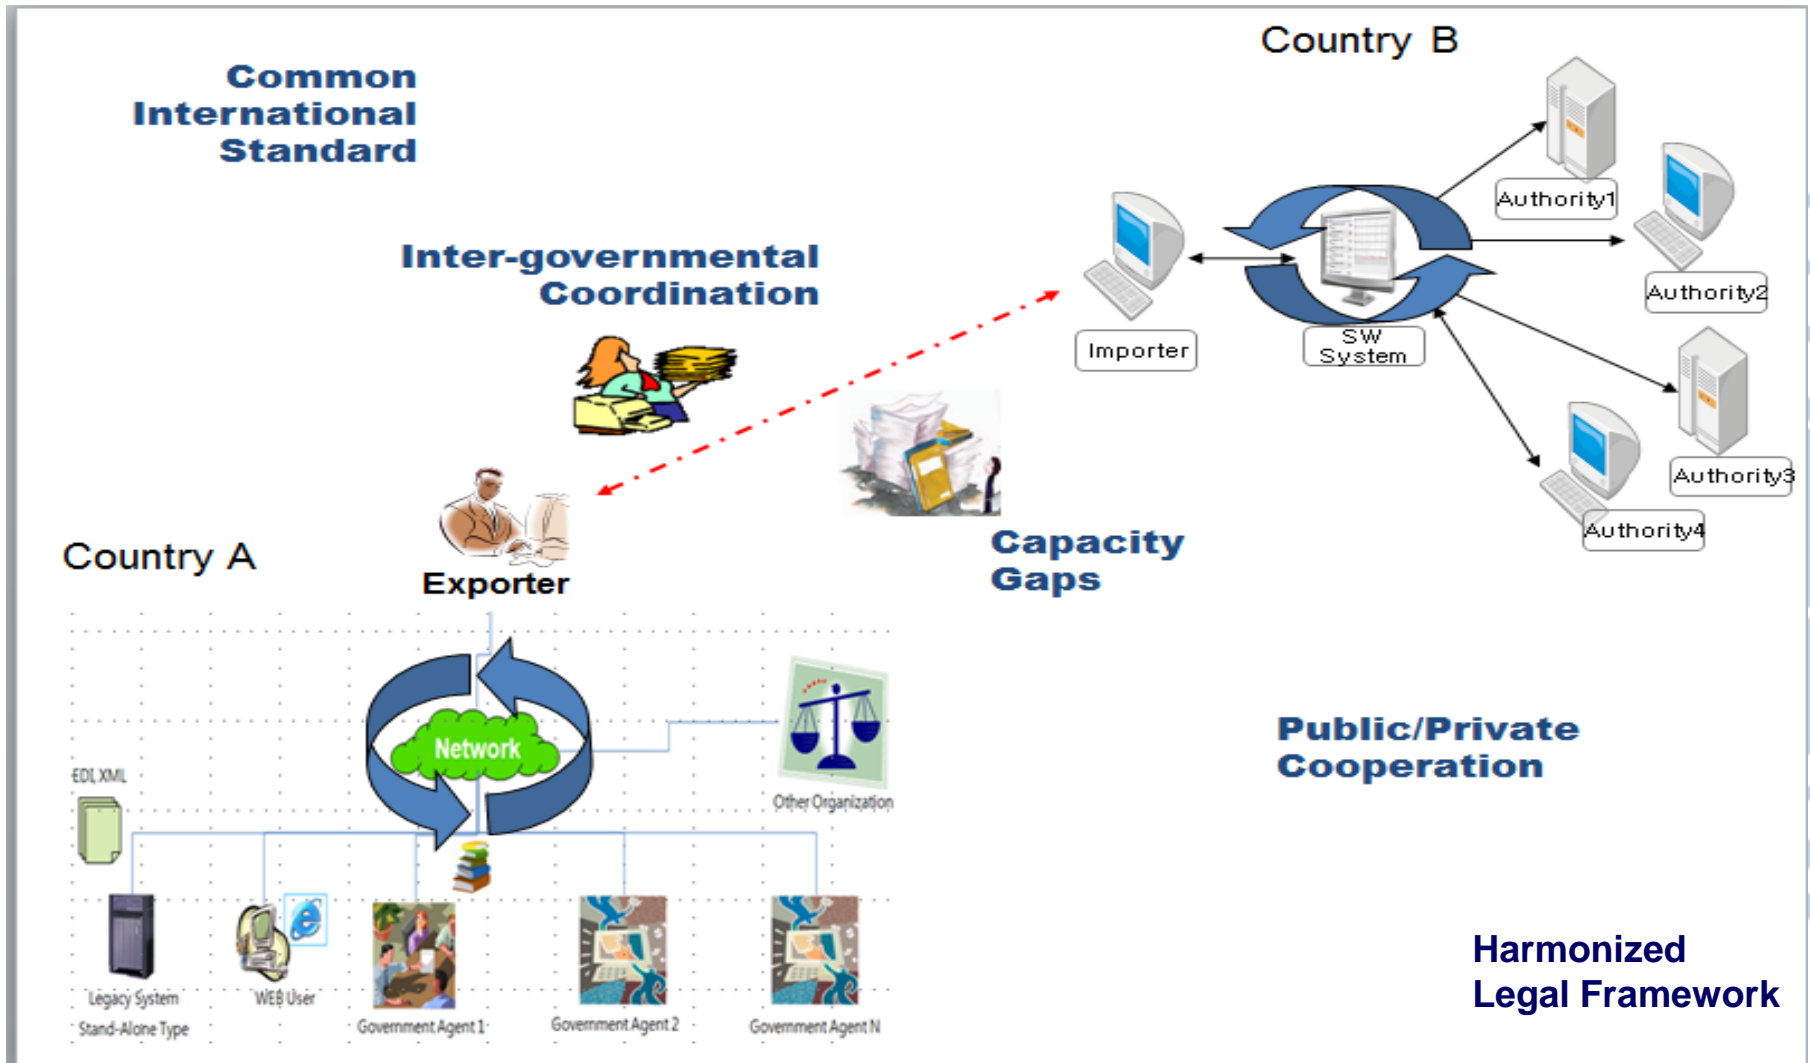 Country B
Common
International
Standard
Authority1
Inter-governmental
Coordination
Authority2
Importer
SW
System
Authority3
Authority4
Capacity
Gaps
Country A
Exporter
Public/Private
Cooperation
Network
EDI, XML
Other Organization
Harmonized
Legal Framework
Legacy System
Stand-Alone Type
WEB User
Government Agent 1
Government Agent 2
Government Agent N